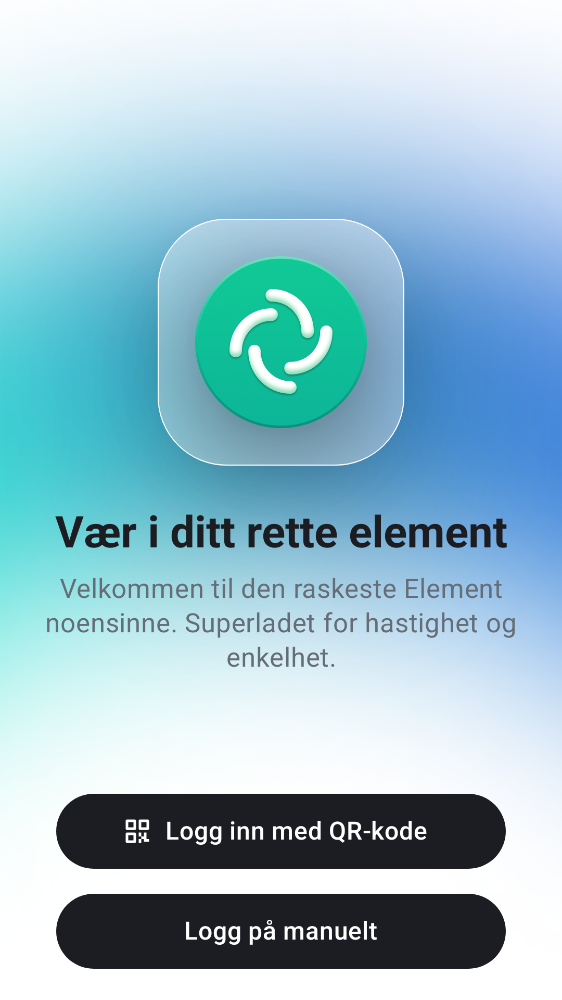 Vær i ditt rette element
Velkommen til den raskeste Element
noensinne. Superladet for hastighet og
enkelhet.
Logg inn med QR-kode
Logg på manuelt